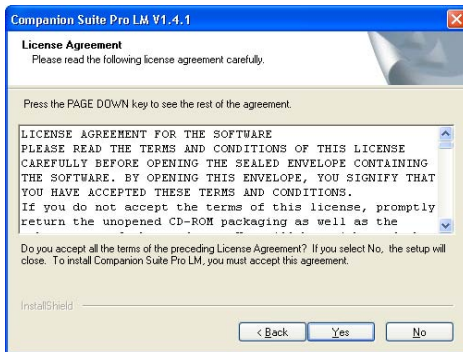 Companion Suite Pro LM V1.4.1
License Agreement
Please read the following license agreement carefully.
Press the PAGE DOWN key to see the rest of the agreement.
LICENSE AGREEMENT FOR THE SOFTWARE
PLEASE READ THE TERMS AND CONDITIONS OF THIS LICENSE
CAREFULLY BEFORE OPENING THE SEALED ENVELOPE CONTAINING
THE SOFTWARE. BY OPENING THIS ENVELOPE, YOU SIGNIFY THAT
YOU HAVE ACCEPTED THESE TERMS AND CONDITIONS.
If you do not accept the terms of this license, promptly
return the unopened CD-ROM packaging as well as the
Do you accept all the terms of the preceding License Agreement? If you select No, the setup will
close. To install Companion Suite Pro LM, you must accept this agreement.
InstallShield
< Back
Yes
No